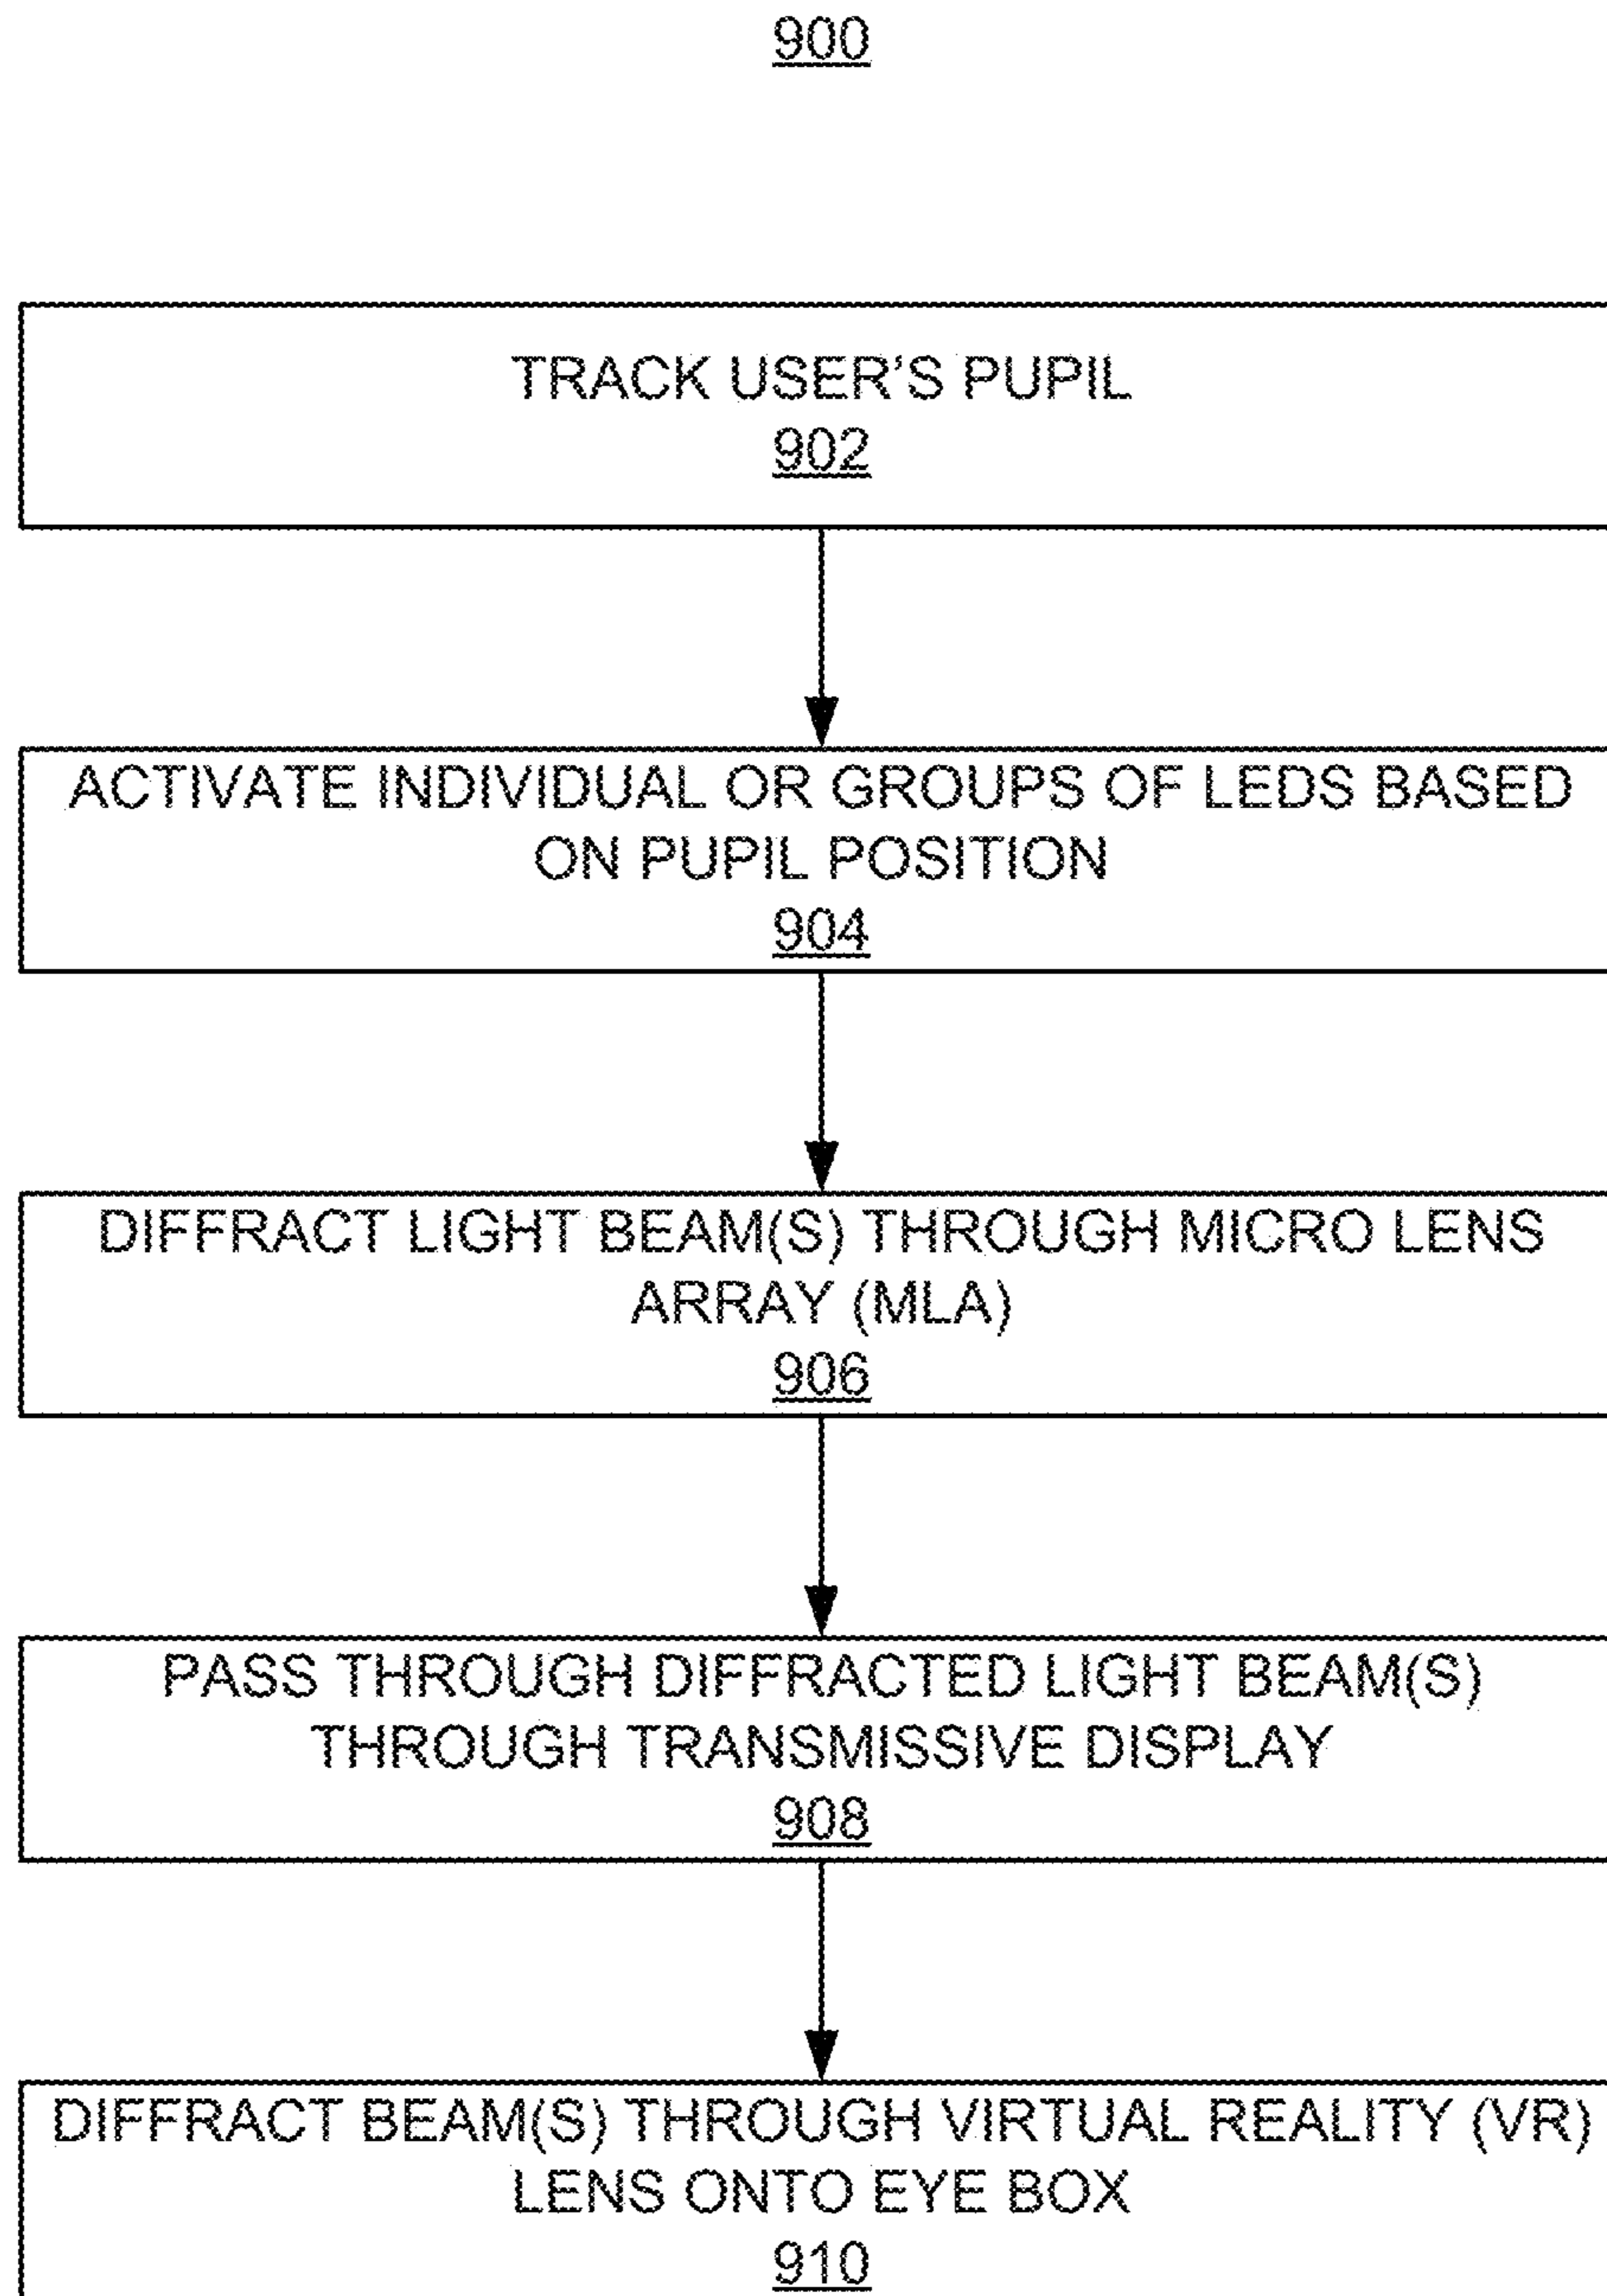 900
TRACK USER'S PUPIL
902
ACTIVATE INDIVIDUAL OR GROUPS OF LEDS BASED
ON PUPIL POSITION
904
DIFFRACT LIGHT BEAM(S) THROUGH MICRO LENS
ARRAY (MLA)
906
PASS THROUGH DIFFRACTED LIGHT BEAM(S)
THROUGH TRANSMISSIVE DISPLAY
908
DIFFRACT BEAM(S) THROUGH VIRTUAL REALITY (VR)
LENS ONTO EYE BOX
910